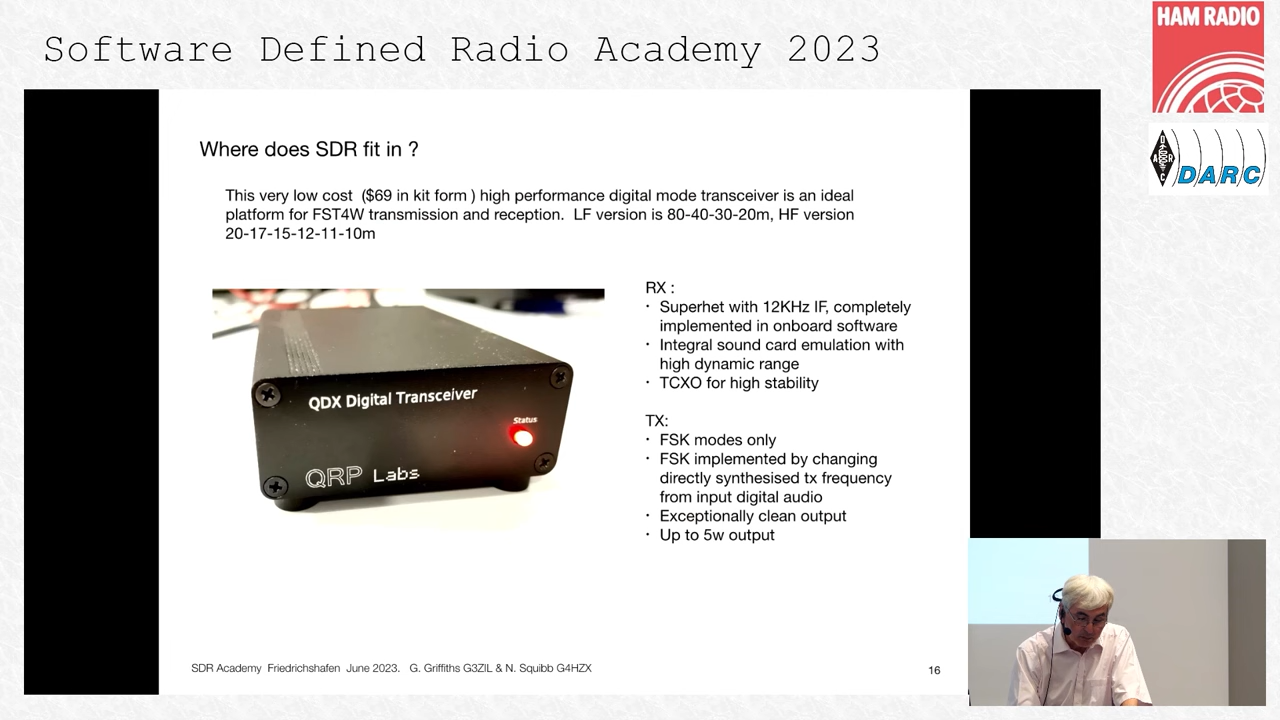 Software Defined Radio Academy 2023
HAM RADIO
DARC
DARC
Where does SDR fit in ?
This very low cost ($69 in kit form ) high performance digital mode transceiver is an ideal
platform for FST4W transmission and reception. LF version is 80-40-30-20m, HF version
20-17-15-12-11-10m
QDX Digital Transceiver
Status
QRP Labs
RX :
· Superhet with 12KHz IF, completely
implemented in onboard software
· Integral sound card emulation with
high dynamic range
· TCXO for high stability
TX:
· FSK modes only
· FSK implemented by changing
directly synthesised tx frequency
from input digital audio
· Exceptionally clean output
· Up to 5w output
SDR Academy Friedrichshafen June 2023. G. Griffiths G3ZIL & N. Squibb G4HZX
16